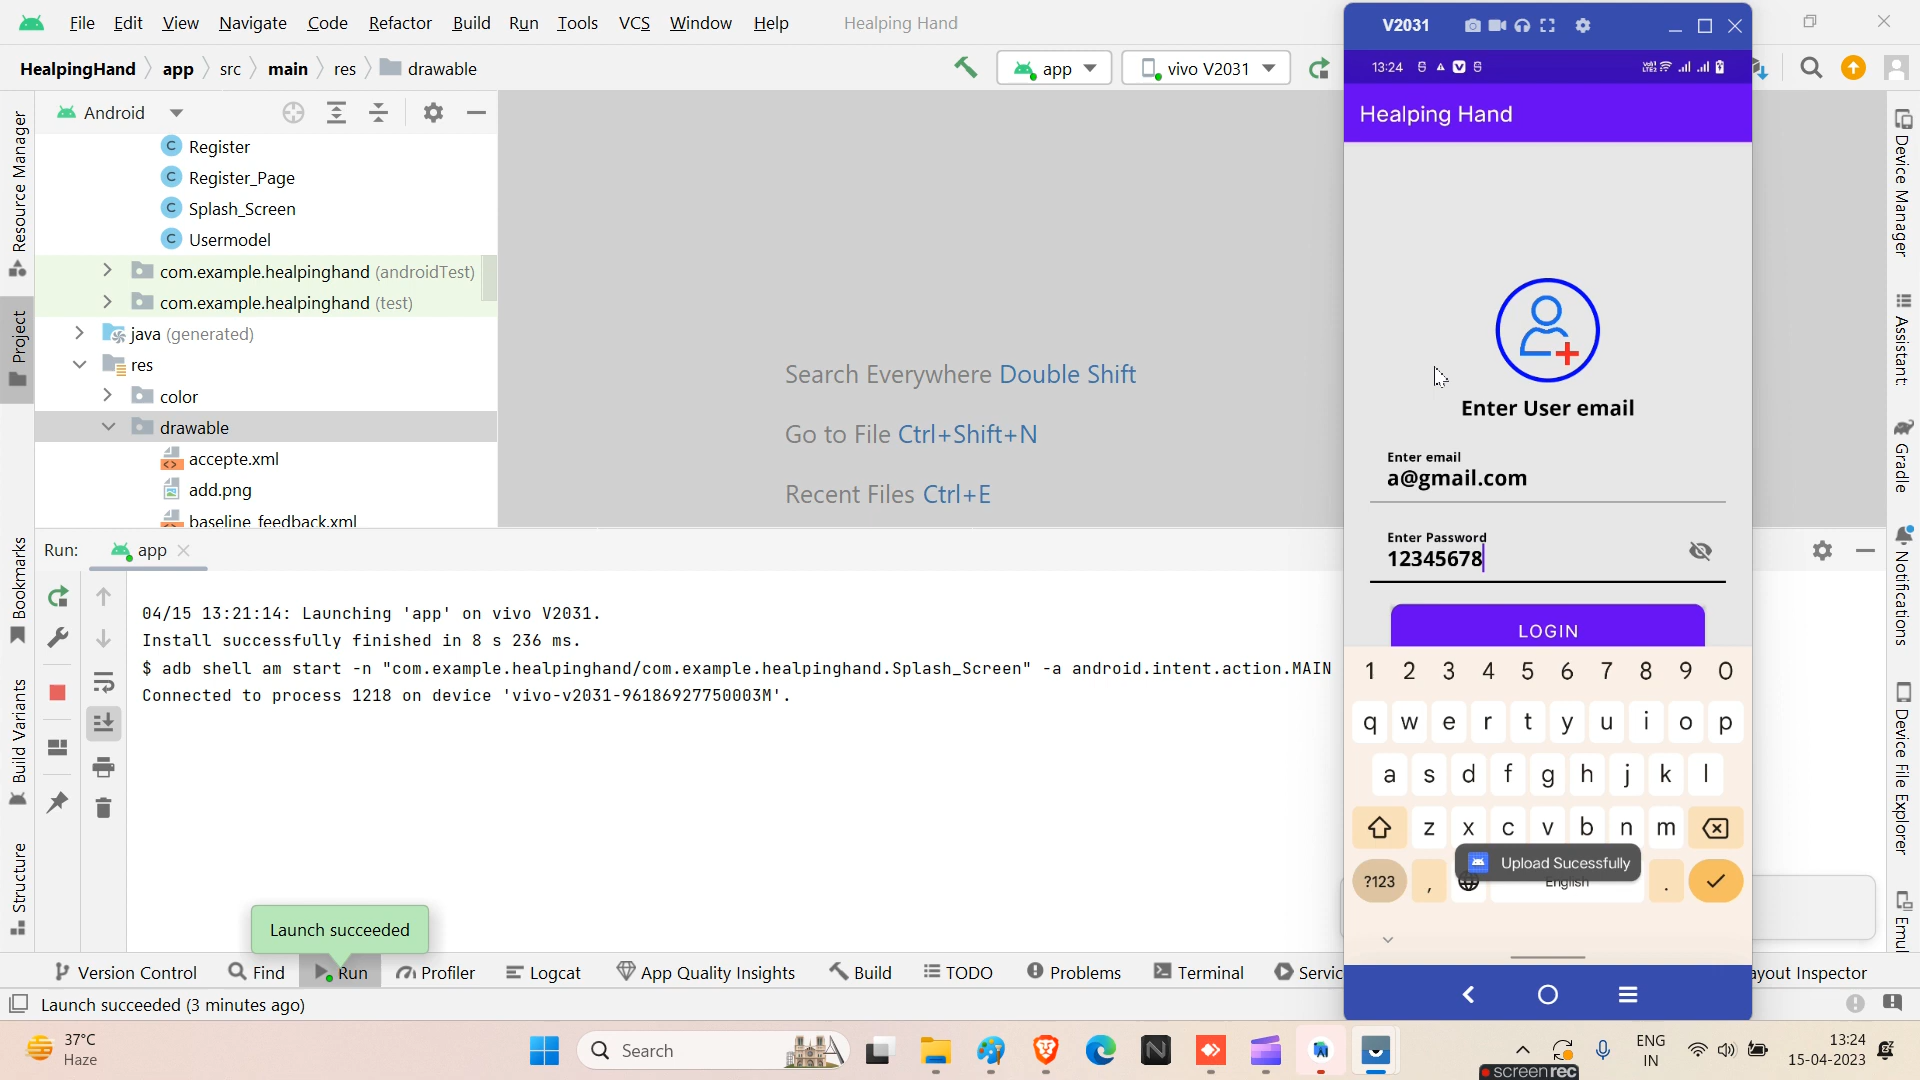 File Edit View Navigate Code Refactor Build Run Tools VCS Window Help Healping Hand
HealpingHand app src main res drawable
app
vivo V2031
Android
Register
Register_Page
Splash_Screen
Usermodel
com.example.healpinghand (androidTest)
com.example.healpinghand (test)
java (generated)
res
color
drawable
accepte.xml
add.png
baseline_feedback.xml
Resource Manager
Project
Bookmarks
Build Variants
Structure
Search Everywhere Double Shift
Go to File Ctrl+Shift+N
Recent Files Ctrl+E
Run: app
04/15 13:21:14: Launching 'app' on vivo V2031.
Install successfully finished in 8 s 236 ms.
$ adb shell am start -n "com.example.healpinghand/com.example.healpinghand.Splash_Screen" -a android.intent.action.MAIN
Connected to process 1218 on device 'vivo-v2031-96186927750003M'.
Launch succeeded
Version Control Find Run Profiler Logcat App Quality Insights Build TODO Problems Terminal Servic
ayout Inspector
Launch succeeded (3 minutes ago)
V2031
13:24
Healping Hand
Enter User email
Enter email
a@gmail.com
Enter Password
12345678
LOGIN
1 2 3 4 5 6 7 8 9 0
q w e r t y u i o p
a s d f g h j k l
z x c v b n m
Upload Sucessfully
?123 , English .
Device Manager
Assistant:
Gradle
Notifications
Device File Explorer
Emul
37°C
Haze
Search
ENG
IN
13:24
15-04-2023
screenrec